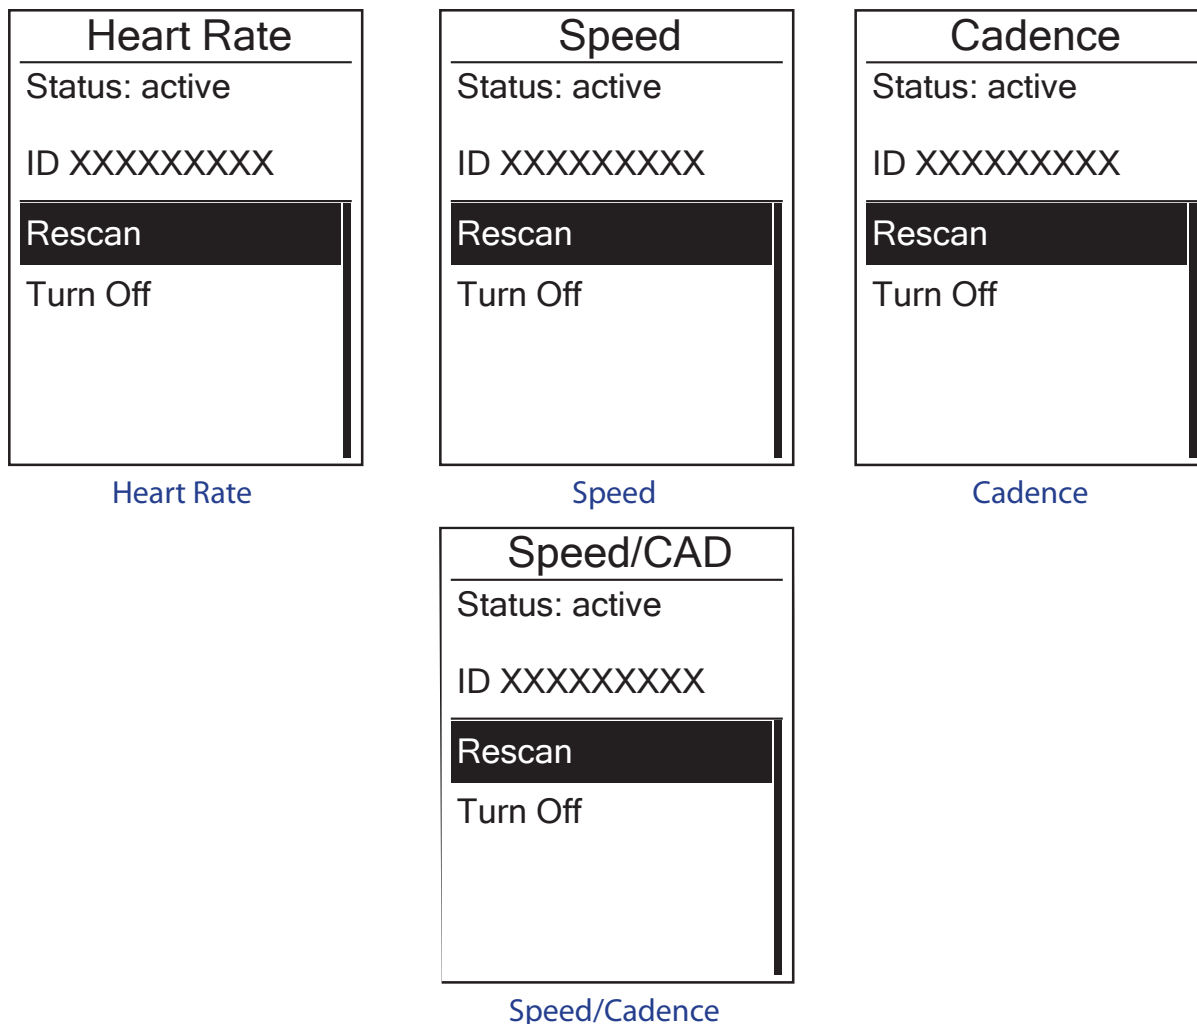 Heart Rate
Status: active
ID XXXXXXXXX
Rescan
Turn Off
Heart Rate
Speed
Status: active
ID XXXXXXXXX
Rescan
Turn Off
Speed
Cadence
Status: active
ID XXXXXXXXX
Rescan
Turn Off
Cadence
Speed/CAD
Status: active
ID XXXXXXXXX
Rescan
Turn Off
Speed/Cadence